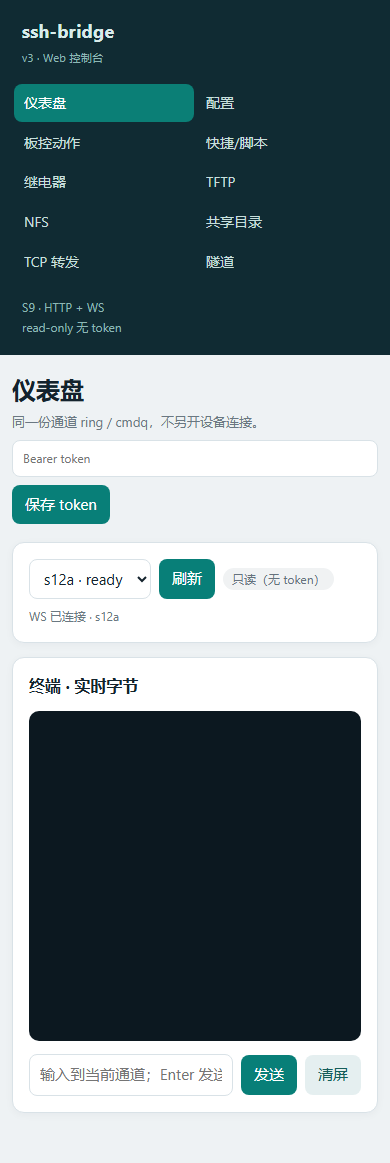 ssh-bridge
v3 · Web 控制台
仪表盘
配置
板控动作
快捷/脚本
继电器
TFTP
NFS
共享目录
TCP 转发
隧道
S9 · HTTP + WS
read-only 无 token
仪表盘
同一份通道 ring / cmdq，不另开设备连接。
Bearer token
保存 token
s12a · ready
刷新
只读（无 token）
WS 已连接 · s12a
终端 · 实时字节
输入到当前通道；Enter 发送
发送
清屏